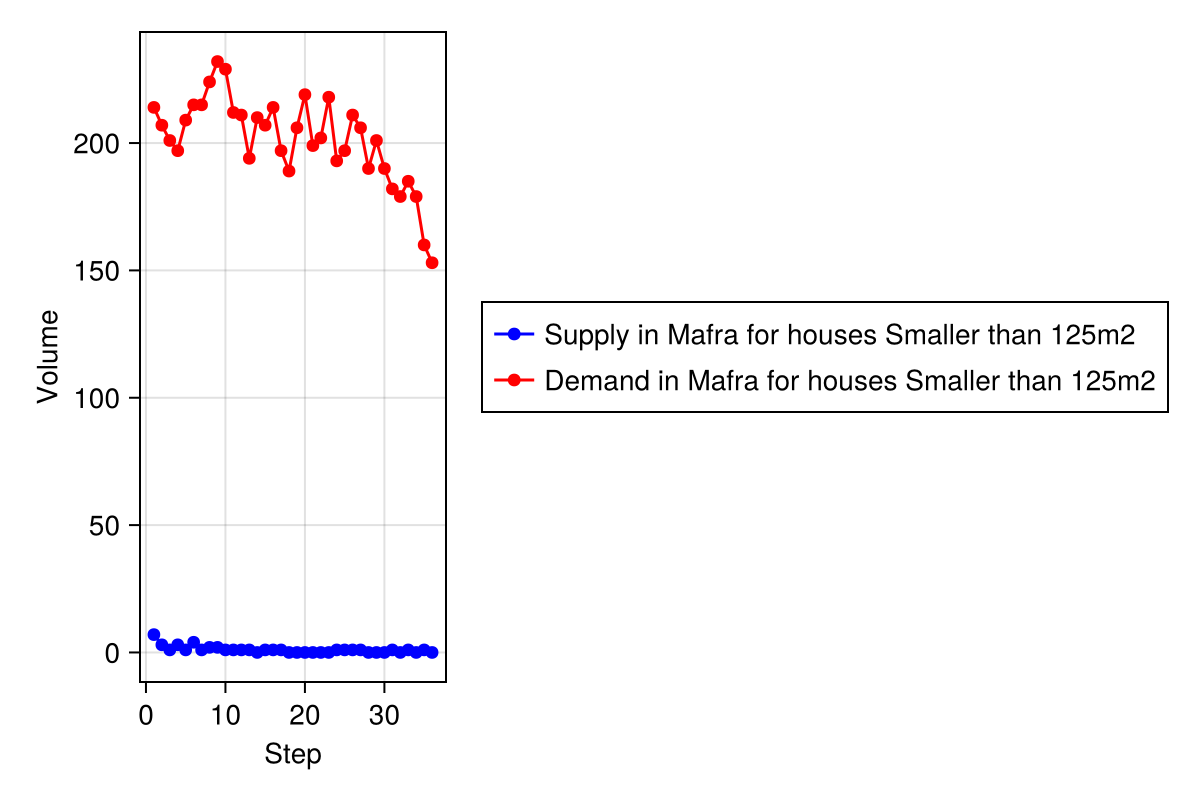 Volume
200
150
100
50
0
0 10 20 30
Step
Supply in Mafra for houses Smaller than 125m2
Demand in Mafra for houses Smaller than 125m2